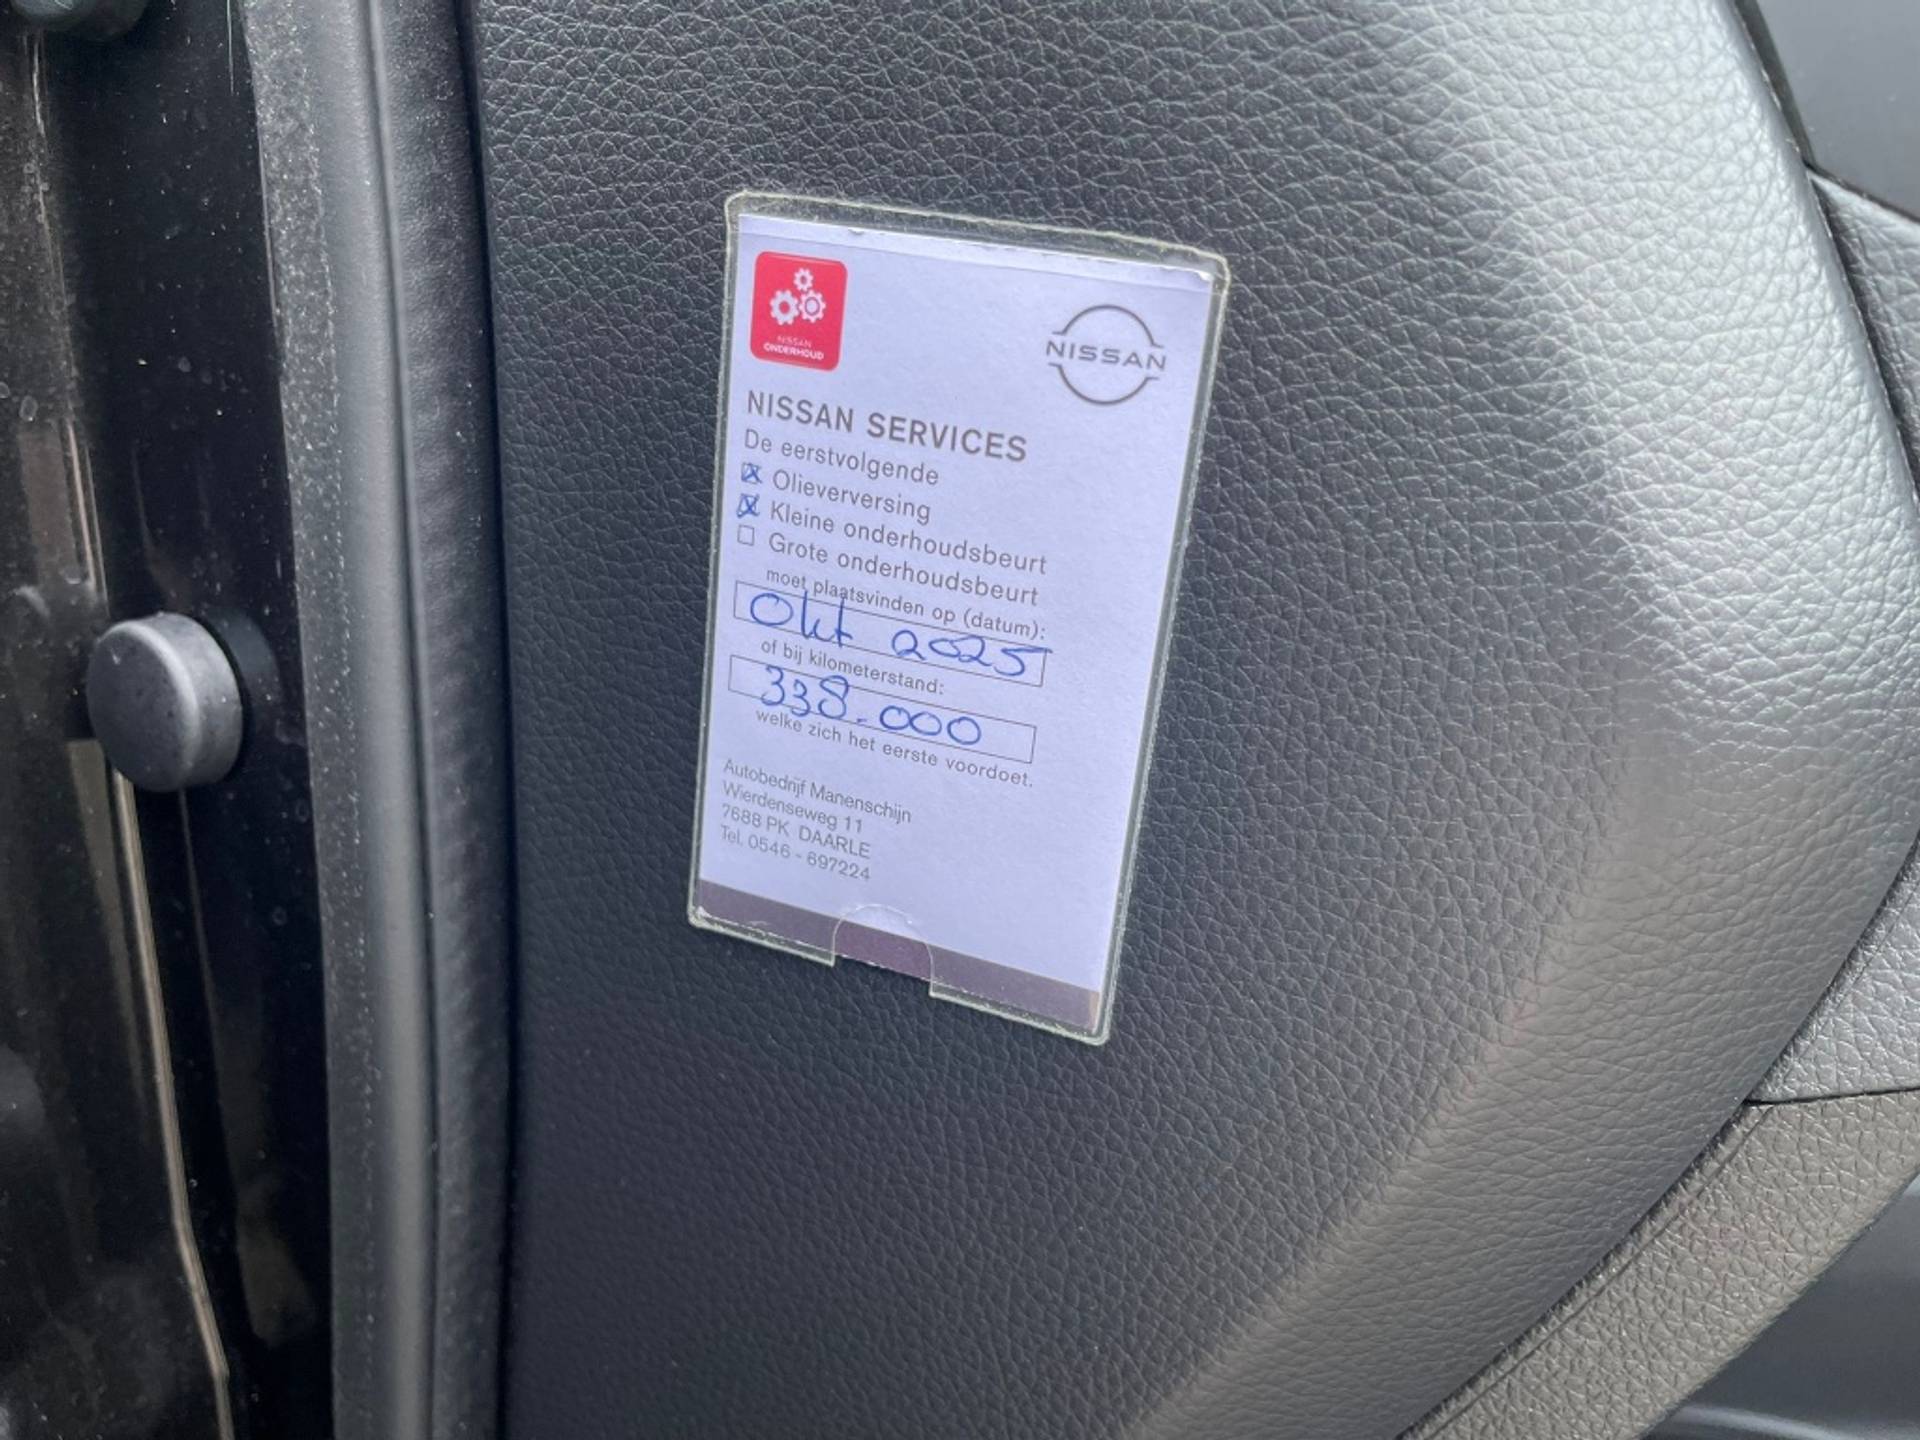 NISSAN
ONDERHOUD
NISSAN
NISSAN SERVICES
De eerstvolgende
☒ Olieverversing
☒ Kleine onderhoudsbeurt
☐ Grote onderhoudsbeurt
moet plaatsvinden op (datum):
Okt 2025
of bij kilometerstand:
338.000
welke zich het eerste voordoet.
Autobedrijf Manenschijn
Wierdenseweg 11
7688 PK DAARLE
Tel. 0546 - 697224